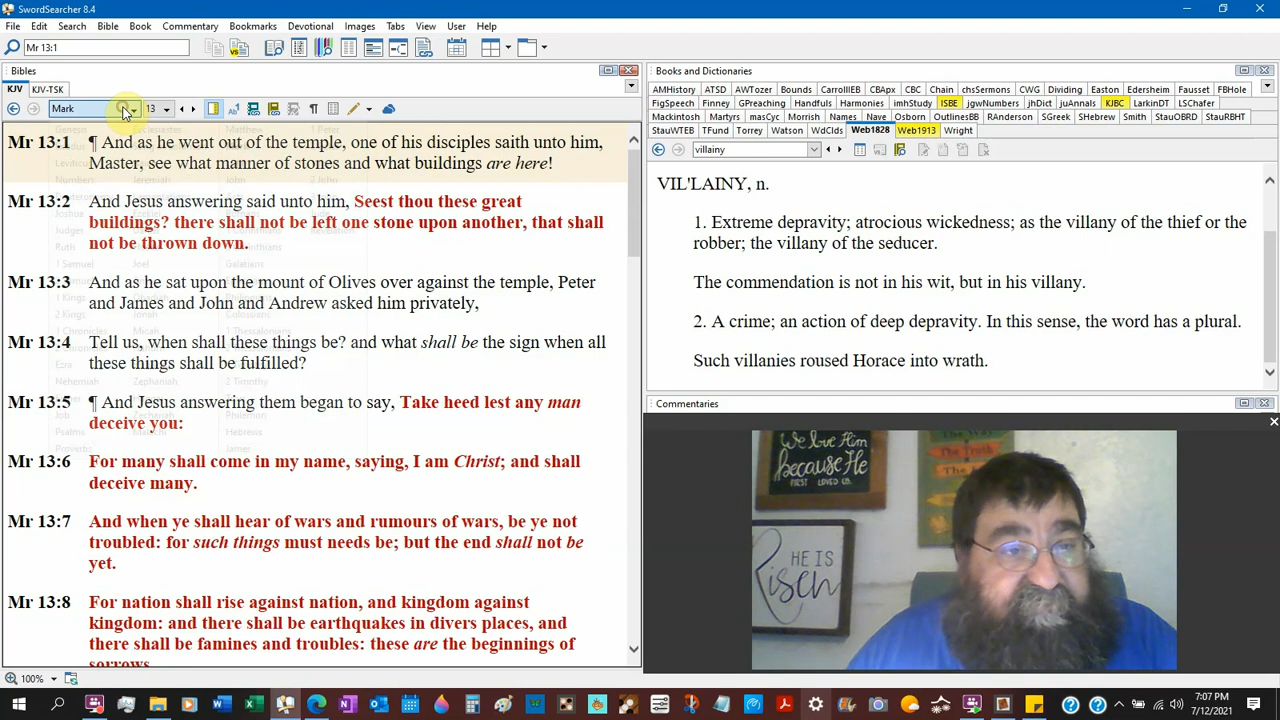 SwordSearcher 8.4
File Edit Search Bible Book Commentary Bookmarks Devotional Images Tabs View User Help
Mr 13:1
Bibles
KJV KJV-TSK
Mark 13
Mr 13:1 ¶ And as he went out of the temple, one of his disciples saith unto him,
Master, see what manner of stones and what buildings are here!
Mr 13:2 And Jesus answering said unto him, Seest thou these great
buildings? there shall not be left one stone upon another, that shall
not be thrown down.
Mr 13:3 And as he sat upon the mount of Olives over against the temple, Peter
and James and John and Andrew asked him privately,
Mr 13:4 Tell us, when shall these things be? and what shall be the sign when all
these things shall be fulfilled?
Mr 13:5 ¶ And Jesus answering them began to say, Take heed lest any man
deceive you:
Mr 13:6 For many shall come in my name, saying, I am Christ; and shall
deceive many.
Mr 13:7 And when ye shall hear of wars and rumours of wars, be ye not
troubled: for such things must needs be; but the end shall not be
yet.
Mr 13:8 For nation shall rise against nation, and kingdom against
kingdom: and there shall be earthquakes in divers places, and
there shall be famines and troubles: these are the beginnings of
sorrows.
100%
Books and Dictionaries
AMHistory ATSD AWTozer Bounds CarrollIEB CBApx Chain chsSermons CWG Dividing Easton Edersheim Fausset FBHole
FigSpeech Finney GPreaching Handfuls Harmonies imhStudy ISBE jgwNumbers jhDict juAnnals KJBC LarkinDT LSChafer
Mackintosh Martyrs masCyc Morrish Names Nave Osborn OutlinesBB RAnderson SGreek SHebrew Smith StauOBRD StauRBHT
StauWTEB TFund Torrey Watson WdClds Web1828 Web1913 Wright
villainy
VIL'LAINY, n.
1. Extreme depravity; atrocious wickedness; as the villany of the thief or the
robber; the villany of the seducer.
The commendation is not in his wit, but in his villany.
2. A crime; an action of deep depravity. In this sense, the word has a plural.
Such villanies roused Horace into wrath.
Commentaries
We love Him
because He
FIRST LOVED US.
The Way
The Truth
HE IS
Risen
7:07 PM
7/12/2021